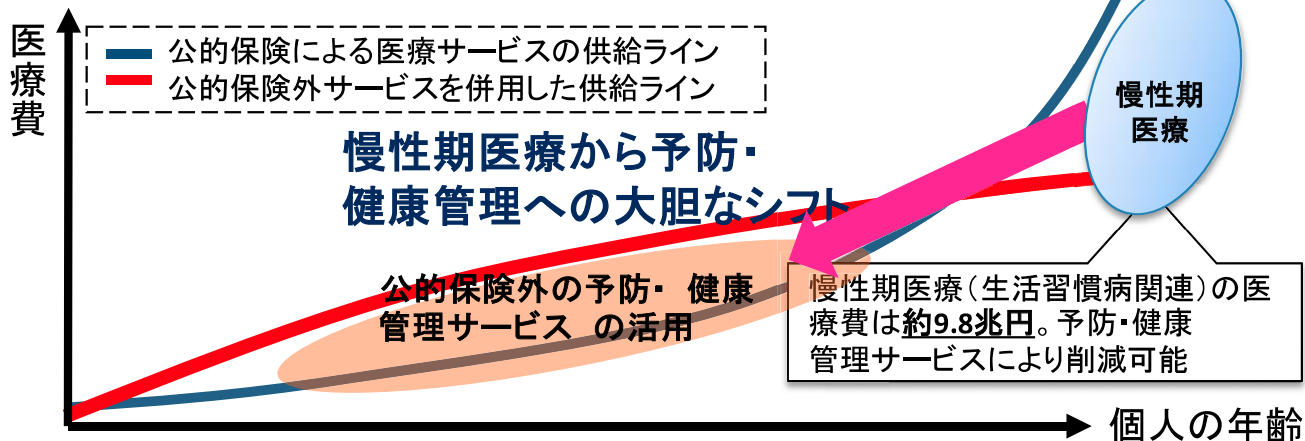 医療費
公的保険による医療サービスの供給ライン
公的保険外サービスを併用した供給ライン
慢性期医療から予防・
健康管理への大胆なシフト
慢性期
医療
公的保険外の予防・ 健康
管理サービス の活用
慢性期医療(生活習慣病関連)の医
療費は約9.8兆円。予防・健康
管理サービスにより削減可能
個人の年齢